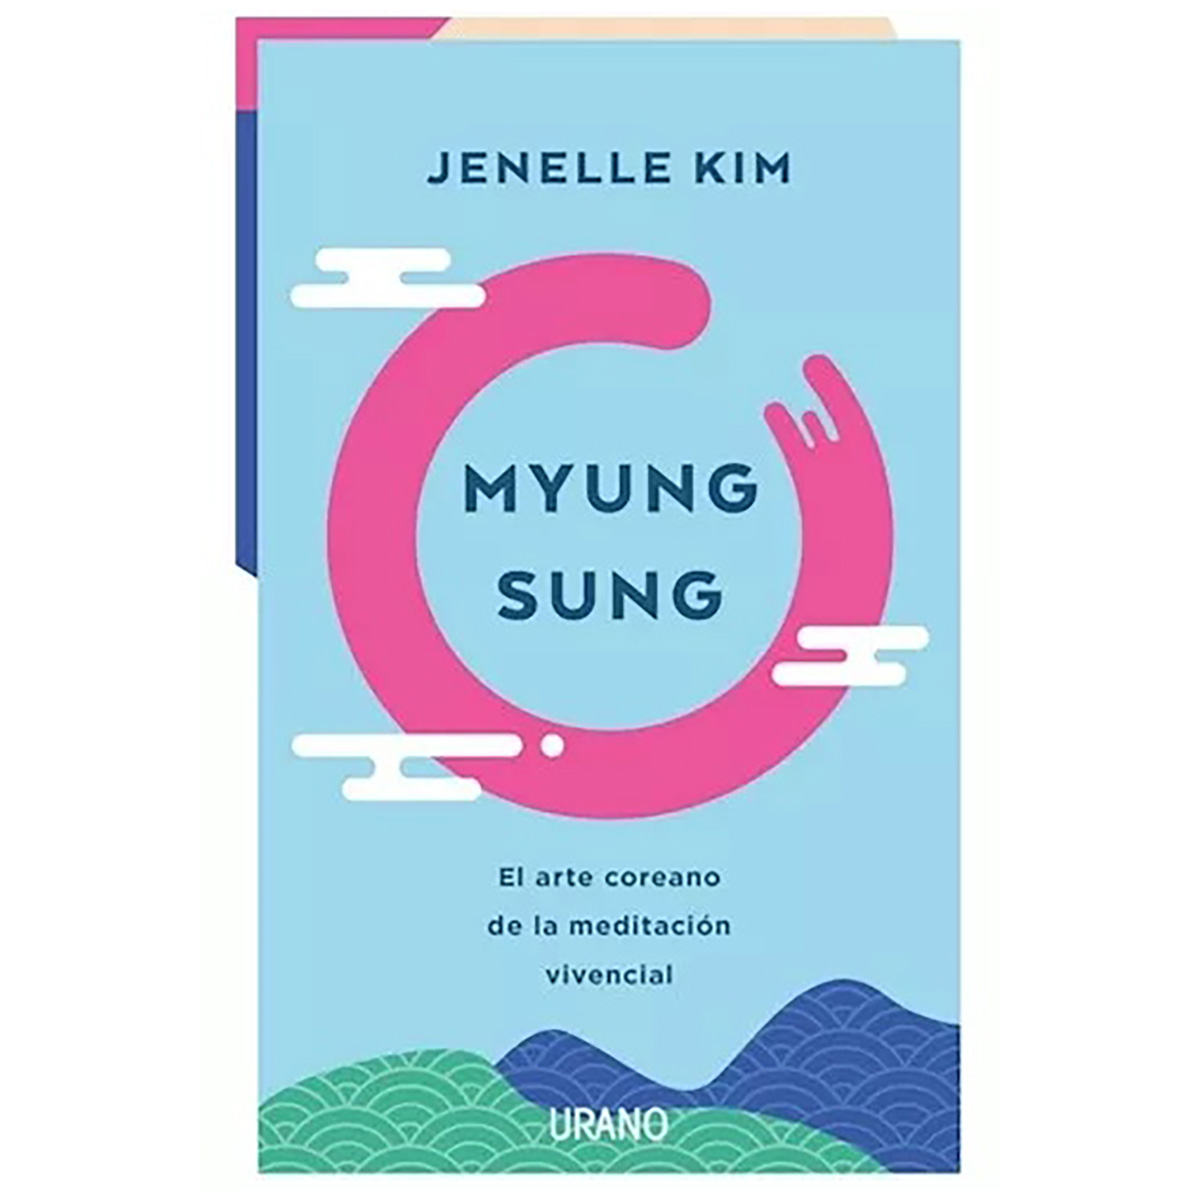 JENELLE KIM
MYUNG
SUNG
El arte coreano
de la meditación
vivencial
URANO